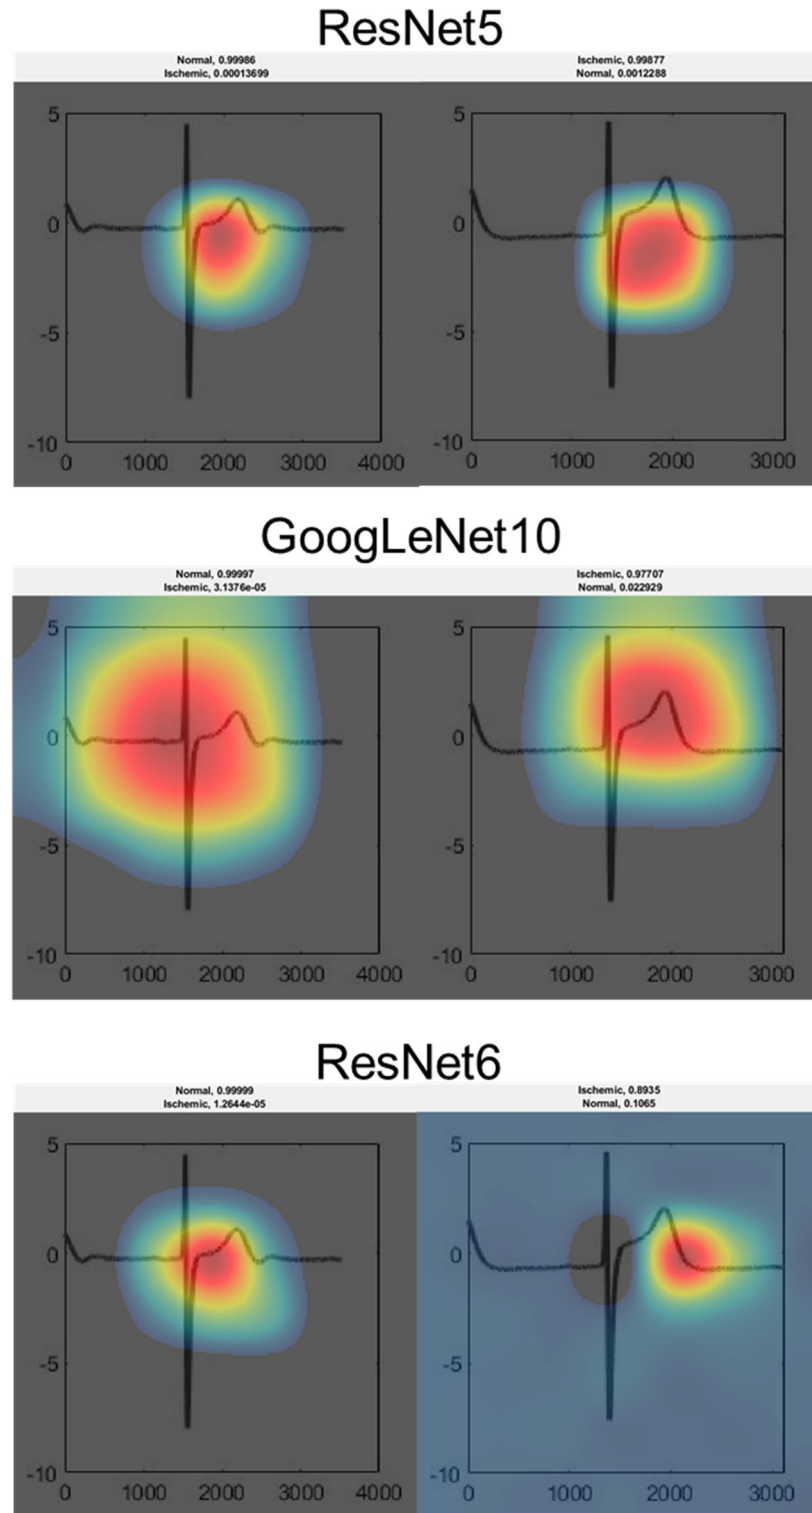 ResNet5
Normal, 0.99986
Ischemic, 0.00013699
Ischemic, 0.99877
Normal, 0.0012288
5
0
-5
-10
0 1000 2000 3000 4000
5
0
-5
-10
0 1000 2000 3000
GoogLeNet10
Normal, 0.99997
Ischemic, 3.1376e-05
Ischemic, 0.97707
Normal, 0.022929
5
0
-5
-10
0 1000 2000 3000 4000
5
0
-5
-10
0 1000 2000 3000
ResNet6
Normal, 0.99999
Ischemic, 1.2644e-05
Ischemic, 0.8935
Normal, 0.1065
5
0
-5
-10
0 1000 2000 3000 4000
5
0
-5
-10
0 1000 2000 3000